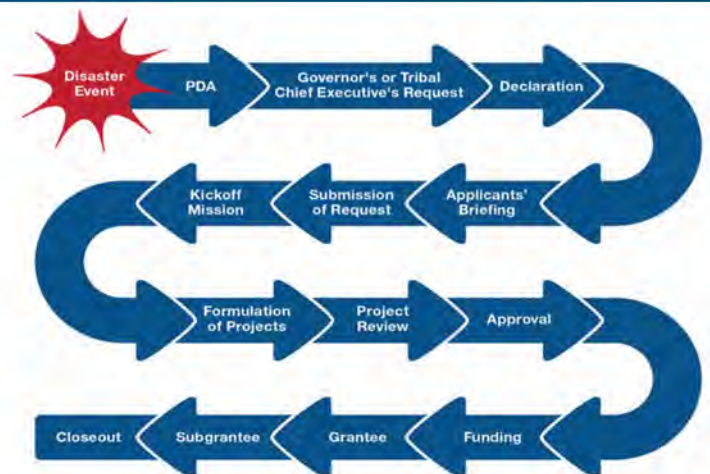 Disaster
Event
PDA
Governor's or Tribal
Chief Executive's Request
Declaration
Applicants'
Briefing
Submission
of Request
Kickoff
Mission
Formulation
of Projects
Project
Review
Approval
Funding
Grantee
Subgrantee
Closeout